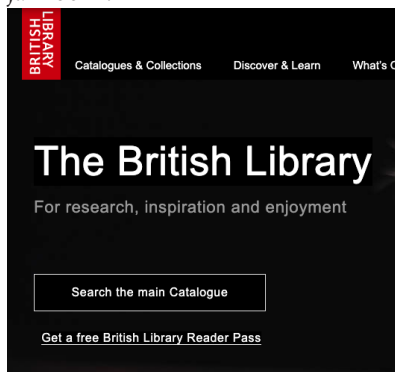 BRITISH
LIBRARY
Catalogues & Collections Discover & Learn What's
The British Library
For research, inspiration and enjoyment
Search the main Catalogue
Get a free British Library Reader Pass